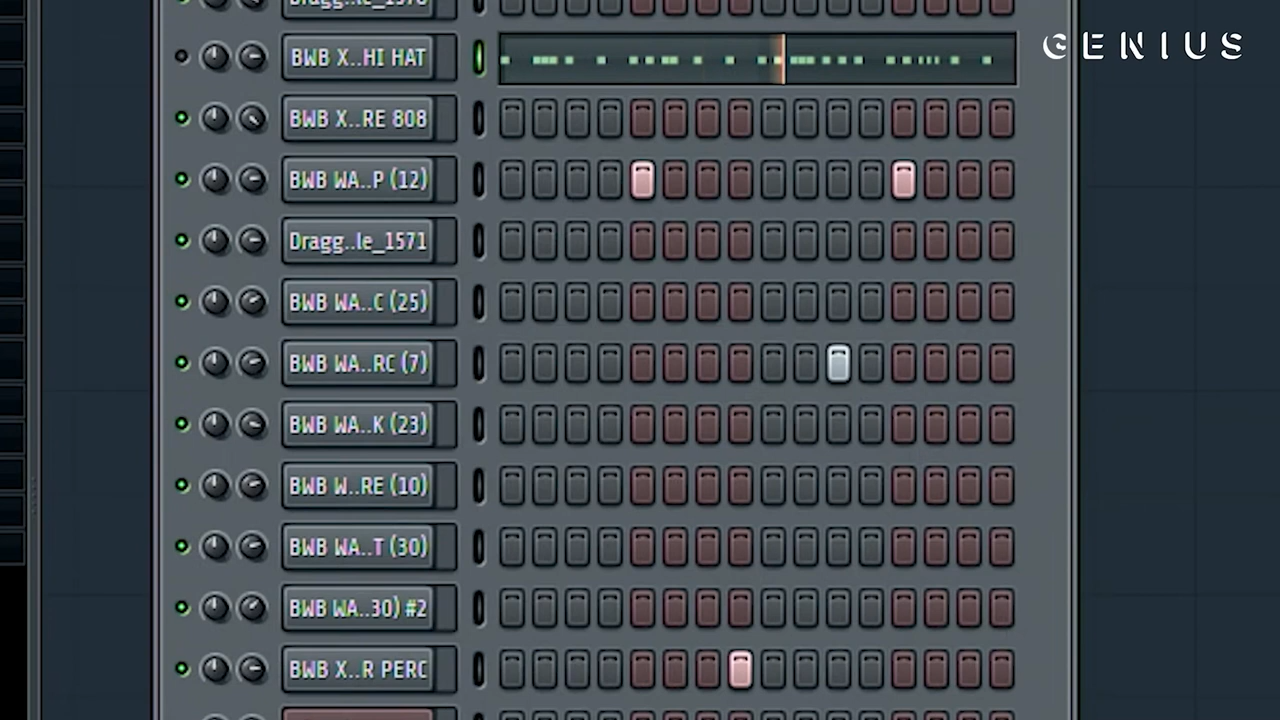 GENIUS
BWB X..HI HAT
BWB X..RE 808
BWB WA..P (12)
Dragg..le_1571
BWB WA..C (25)
BWB WA..RC (7)
BWB WA..K (23)
BWB W..RE (10)
BWB WA..T (30)
BWB WA..30) #2
BWB X..R PERC